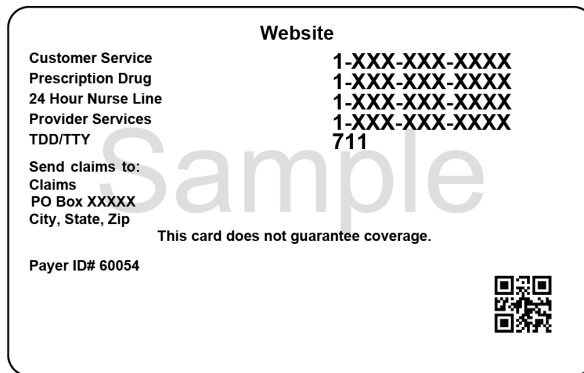 Website
Customer Service 1-XXX-XXX-XXXX
Prescription Drug 1-XXX-XXX-XXXX
24 Hour Nurse Line 1-XXX-XXX-XXXX
Provider Services 1-XXX-XXX-XXXX
TDD/TTY 711
Sample
Send claims to:
Claims
PO Box XXXXX
City, State, Zip
This card does not guarantee coverage.
Payer ID# 60054